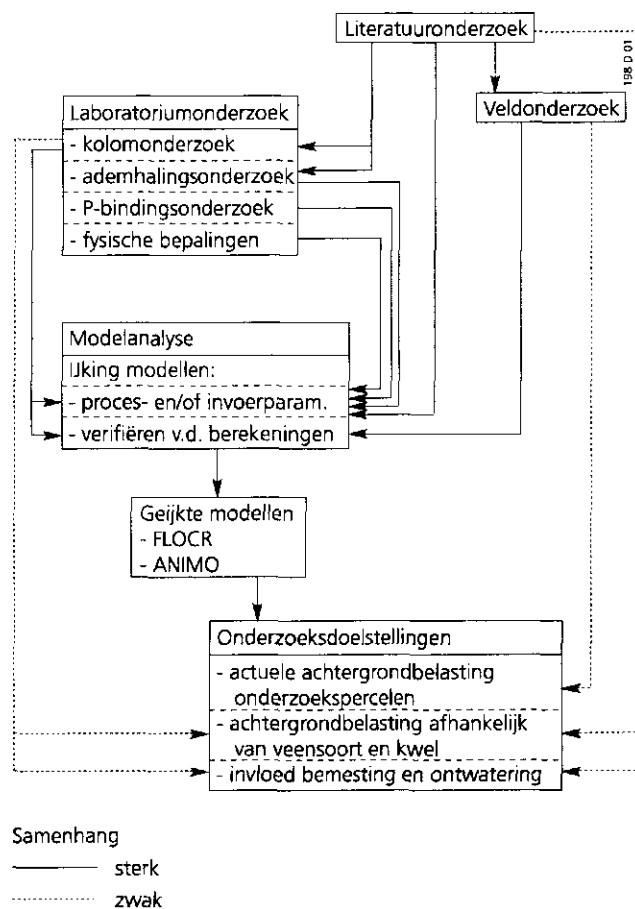 Literatuuronderzoek
198 D 01
Veldonderzoek
Laboratoriumonderzoek
- kolomonderzoek
- ademhalingsonderzoek
- P-bindingsonderzoek
- fysische bepalingen
Modelanalyse
IJking modellen:
- proces- en/of invoerparam.
- verifiëren v.d. berekeningen
Geijkte modellen
- FLOCR
- ANIMO
Onderzoeksdoelstellingen
- actuele achtergrondbelasting
onderzoekspercelen
- achtergrondbelasting afhankelijk
van veensoort en kwel
- invloed bemesting en ontwatering
Samenhang
sterk
zwak